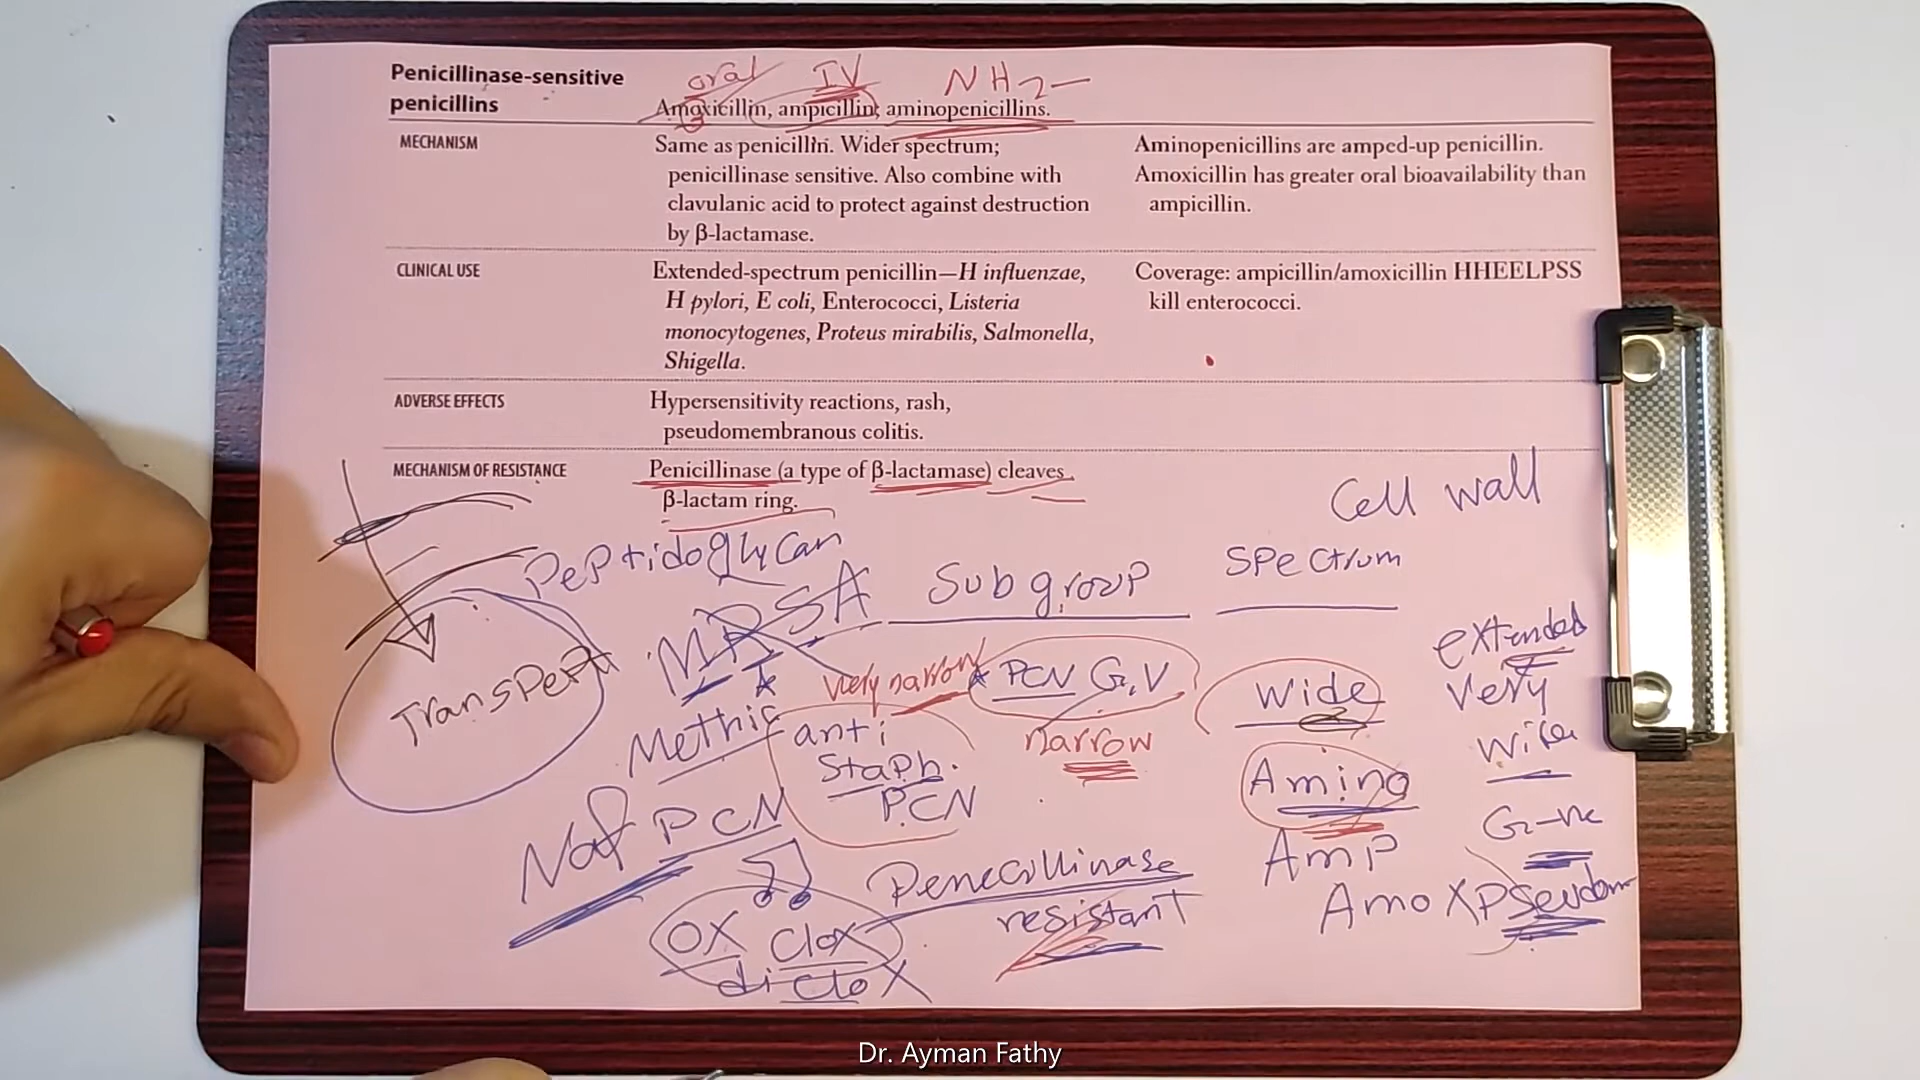 oral IV NH2-
Penicillinase-sensitive
penicillins
Amoxicillin, ampicillin; aminopenicillins.
MECHANISM
Same as penicillin. Wider spectrum;
penicillinase sensitive. Also combine with
clavulanic acid to protect against destruction
by β-lactamase.
Aminopenicillins are amped-up penicillin.
Amoxicillin has greater oral bioavailability than
ampicillin.
CLINICAL USE
Extended-spectrum penicillin—H influenzae,
H pylori, E coli, Enterococci, Listeria
monocytogenes, Proteus mirabilis, Salmonella,
Shigella.
Coverage: ampicillin/amoxicillin HHEELPSS
kill enterococci.
ADVERSE EFFECTS
Hypersensitivity reactions, rash,
pseudomembranous colitis.
MECHANISM OF RESISTANCE
Penicillinase (a type of β-lactamase) cleaves
β-lactam ring.
Cell wall
Peptidoglycan
Subgroup
Spectrum
MRSA
TransPept
very narrow
PCN G, V
narrow
Wide
extended
Very
Methic
anti
Staph.
PCN
Amino
G-ve
Naf PCN
Amp
Amox
Pseudom
Penecillinase
resistant
OX Clox
diclox
Dr. Ayman Fathy